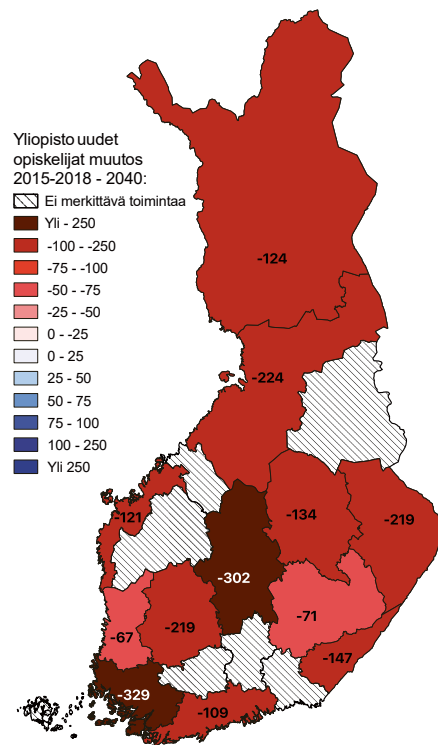 Yliopisto uudet
opiskelijat muutos
2015-2018 - 2040:
Ei merkittävä toimintaa
Yli - 250
-100 - -250
-75 - -100
-50 - -75
-25 - -50
0 - -25
0 - 25
25 - 50
50 - 75
75 - 100
100 - 250
Yli 250
-124
-224
-121
-134
-219
-302
-219
-71
-67
-147
-329
-109